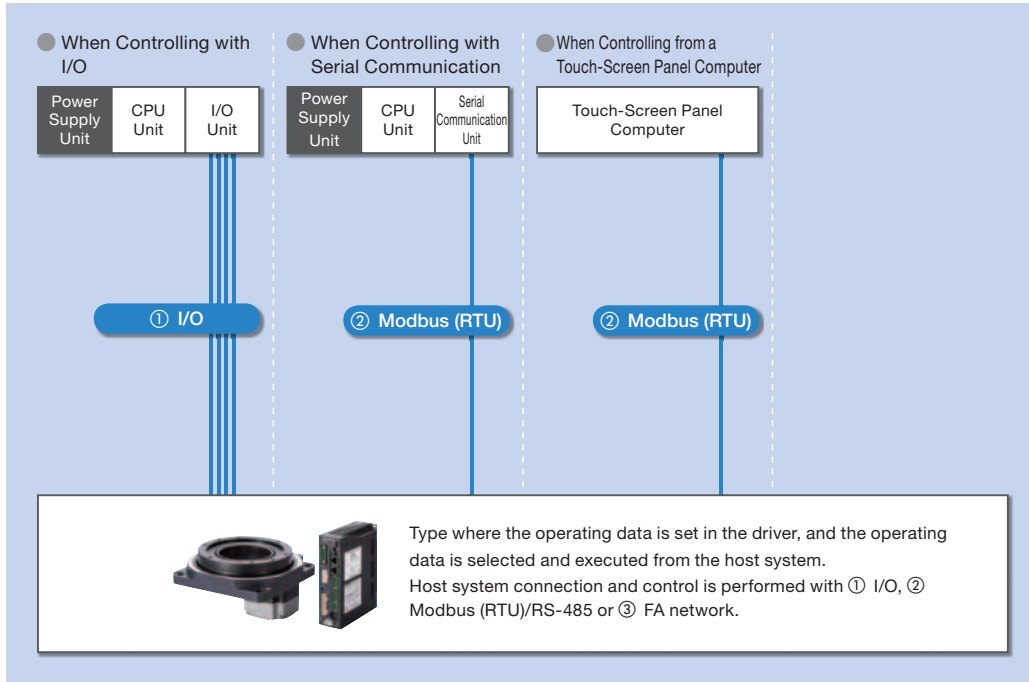 When Controlling with
I/O
Power
Supply
Unit
CPU
Unit
I/O
Unit
When Controlling with
Serial Communication
Power
Supply
Unit
CPU
Unit
Serial
Communication
Unit
When Controlling from a
Touch-Screen Panel Computer
Touch-Screen Panel
Computer
① I/O
② Modbus (RTU)
② Modbus (RTU)
Type where the operating data is set in the driver, and the operating
data is selected and executed from the host system.
Host system connection and control is performed with ① I/O, ②
Modbus (RTU)/RS-485 or ③ FA network.